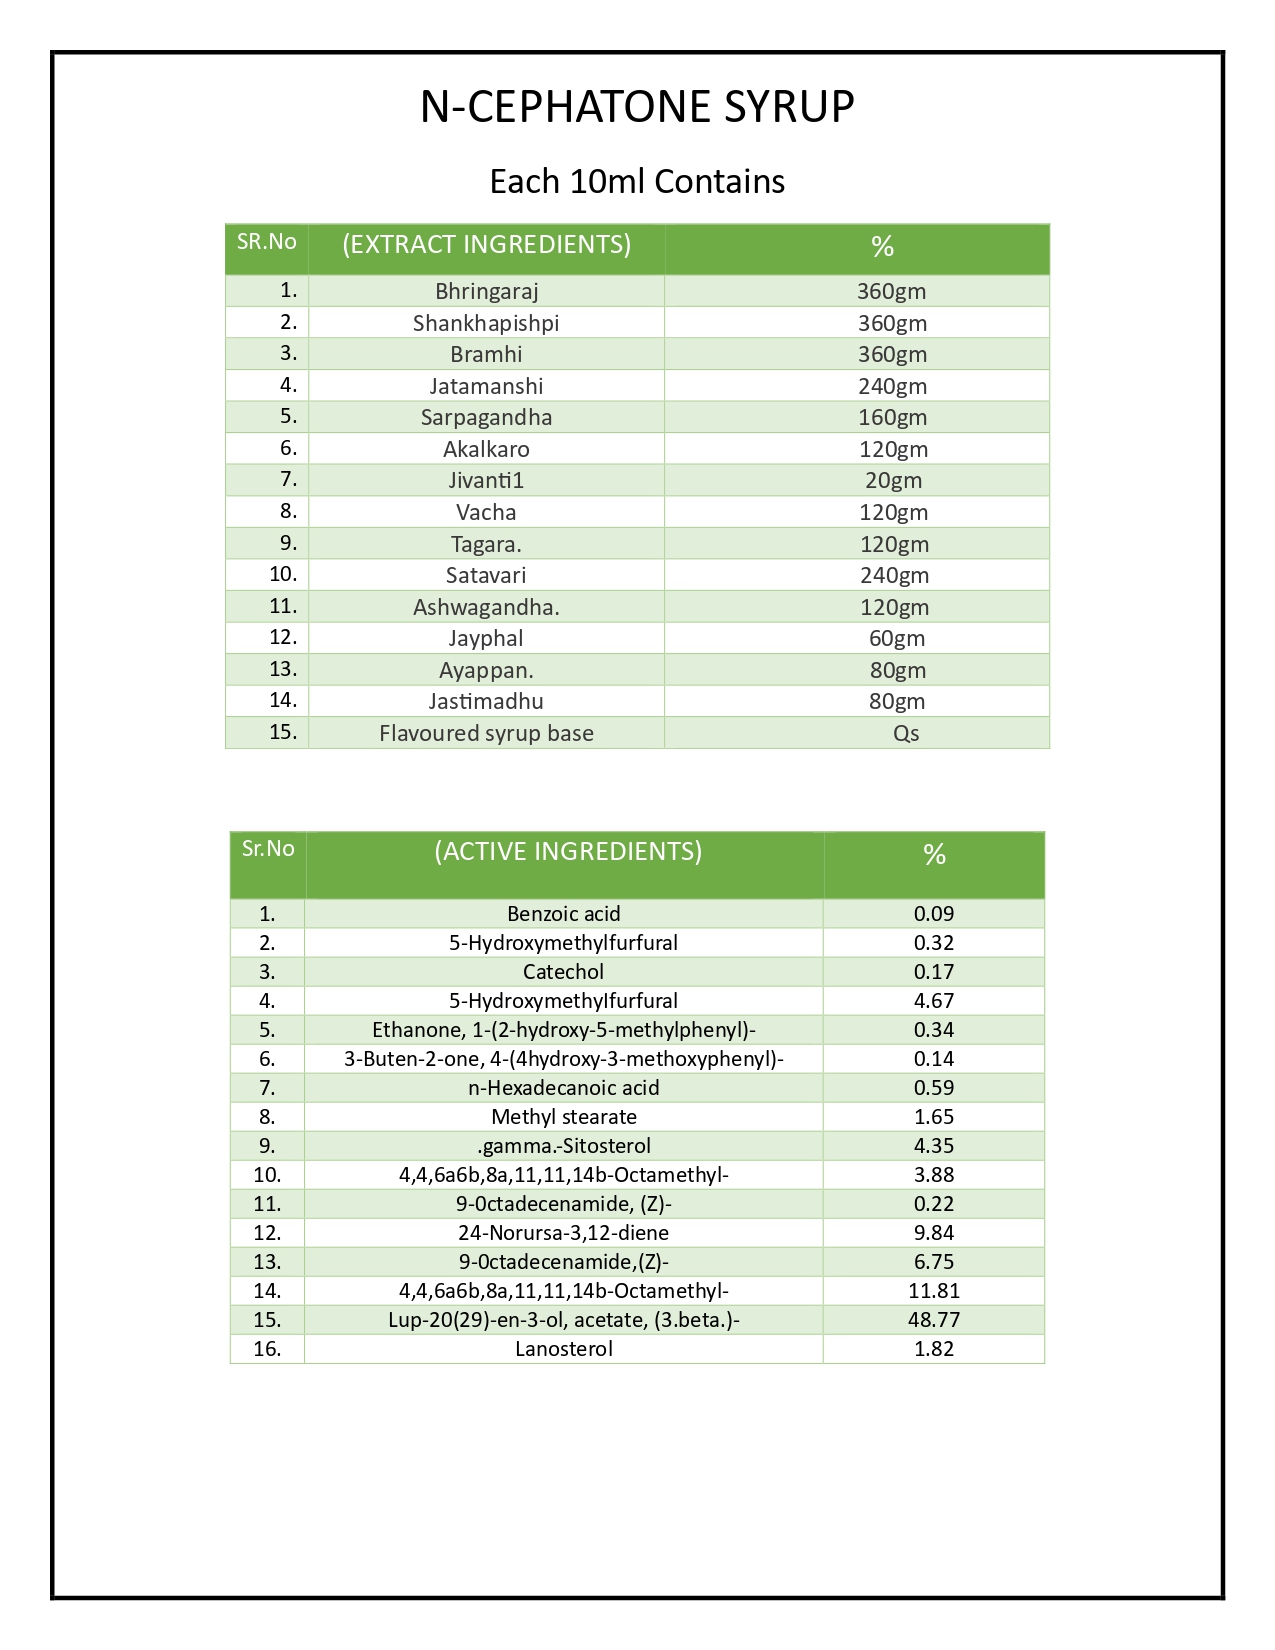 N-CEPHATONE SYRUP
Each 10ml Contains
SR.No (EXTRACT INGREDIENTS) %
1. Bhringaraj 360gm
2. Shankhapishpi 360gm
3. Bramhi 360gm
4. Jatamanshi 240gm
5. Sarpagandha 160gm
6. Akalkaro 120gm
7. Jivanti1 20gm
8. Vacha 120gm
9. Tagara. 120gm
10. Satavari 240gm
11. Ashwagandha. 120gm
12. Jayphal 60gm
13. Ayappan. 80gm
14. Jastimadhu 80gm
15. Flavoured syrup base Qs
Sr.No (ACTIVE INGREDIENTS) %
1. Benzoic acid 0.09
2. 5-Hydroxymethylfurfural 0.32
3. Catechol 0.17
4. 5-Hydroxymethylfurfural 4.67
5. Ethanone, 1-(2-hydroxy-5-methylphenyl)- 0.34
6. 3-Buten-2-one, 4-(4hydroxy-3-methoxyphenyl)- 0.14
7. n-Hexadecanoic acid 0.59
8. Methyl stearate 1.65
9. .gamma.-Sitosterol 4.35
10. 4,4,6a6b,8a,11,11,14b-Octamethyl- 3.88
11. 9-0ctadecenamide, (Z)- 0.22
12. 24-Norursa-3,12-diene 9.84
13. 9-0ctadecenamide,(Z)- 6.75
14. 4,4,6a6b,8a,11,11,14b-Octamethyl- 11.81
15. Lup-20(29)-en-3-ol, acetate, (3.beta.)- 48.77
16. Lanosterol 1.82